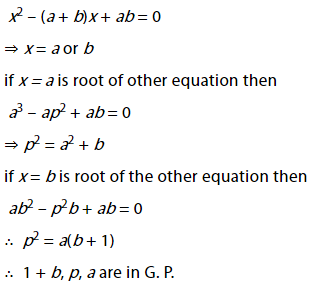 x² – (a + b)x + ab = 0
⇒ x = a or b
if x = a is root of other equation then
a³ – ap² + ab = 0
⇒ p² = a² + b
if x = b is root of the other equation then
ab² – p²b + ab = 0
∴ p² = a(b + 1)
∴ 1 + b, p, a are in G. P.